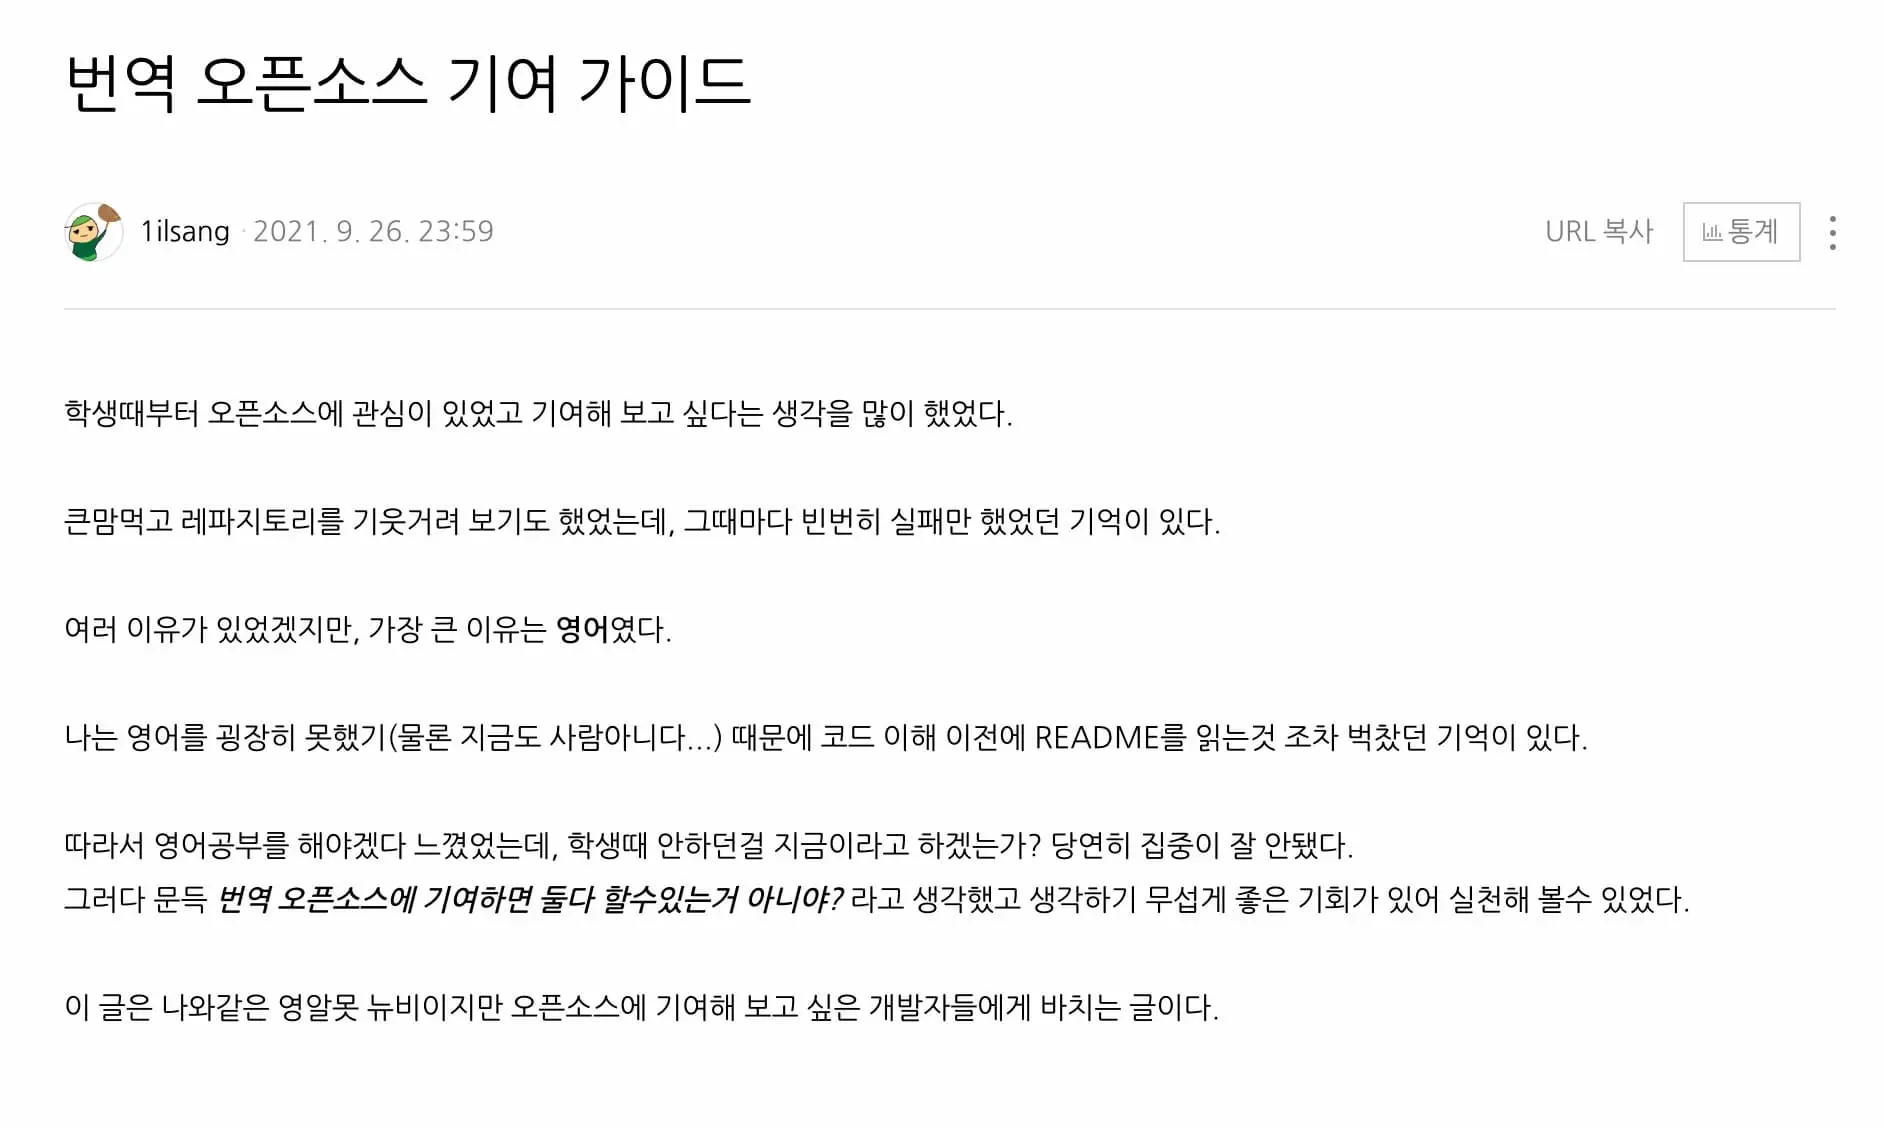 번역 오픈소스 기여 가이드
1ilsang · 2021. 9. 26. 23:59
URL 복사
통계
학생때부터 오픈소스에 관심이 있었고 기여해 보고 싶다는 생각을 많이 했었다.
큰맘먹고 레파지토리를 기웃거려 보기도 했었는데, 그때마다 빈번히 실패만 했었던 기억이 있다.
여러 이유가 있었겠지만, 가장 큰 이유는 영어였다.
나는 영어를 굉장히 못했기(물론 지금도 사람아니다...) 때문에 코드 이해 이전에 README를 읽는것 조차 벅찼던 기억이 있다.
따라서 영어공부를 해야겠다 느꼈었는데, 학생때 안하던걸 지금이라고 하겠는가? 당연히 집중이 잘 안됐다.
그러다 문득 번역 오픈소스에 기여하면 둘다 할수있는거 아니야? 라고 생각했고 생각하기 무섭게 좋은 기회가 있어 실천해 볼수 있었다.
이 글은 나와같은 영알못 뉴비이지만 오픈소스에 기여해 보고 싶은 개발자들에게 바치는 글이다.